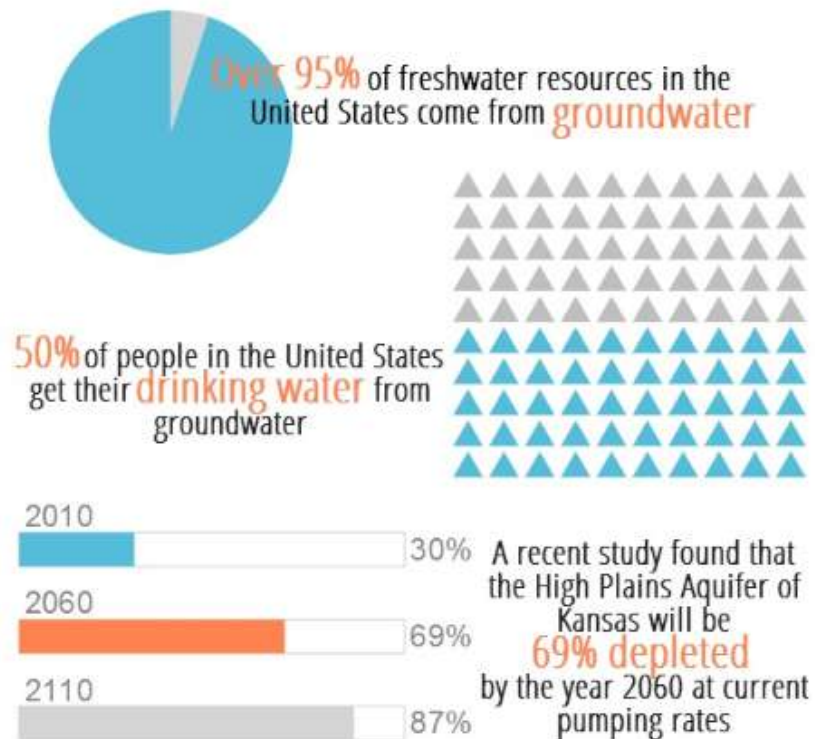 Over 95% of freshwater resources in the
United States come from groundwater
50% of people in the United States
get their drinking water from
groundwater
2010
30%
2060
69%
2110
87%
A recent study found that
the High Plains Aquifer of
Kansas will be
69% depleted
by the year 2060 at current
pumping rates